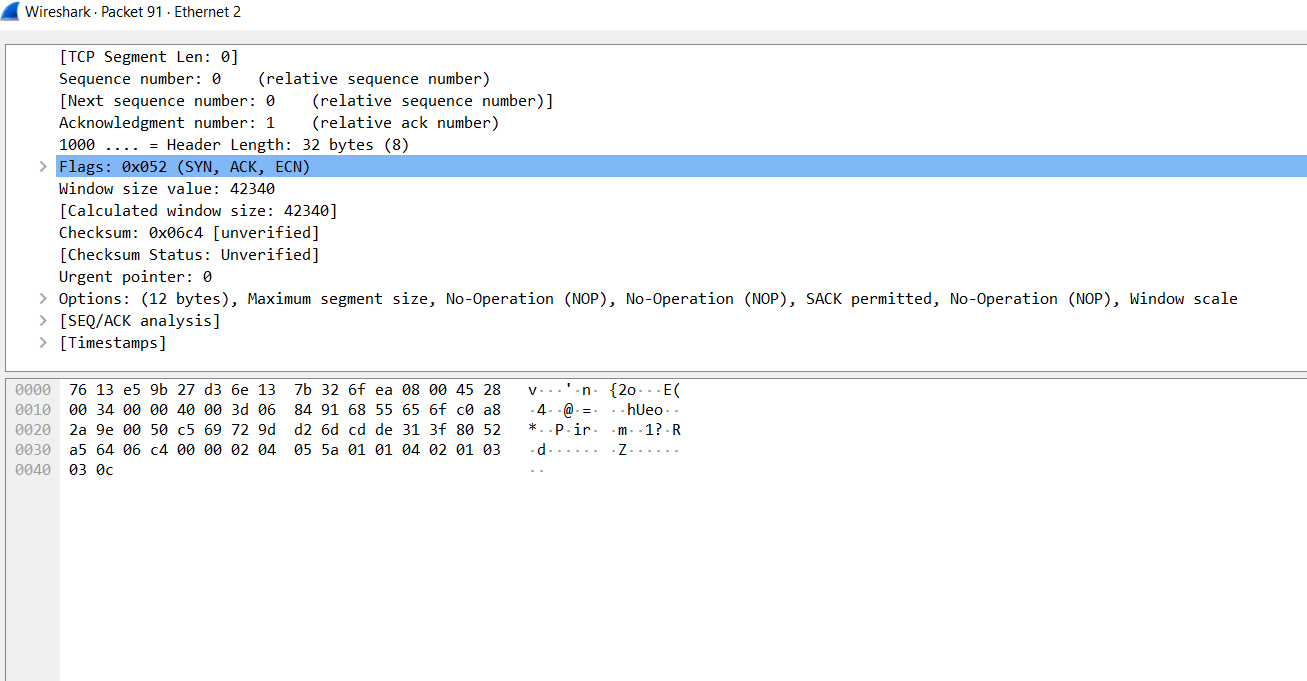 Wireshark · Packet 91 · Ethernet 2
[TCP Segment Len: 0]
Sequence number: 0    (relative sequence number)
[Next sequence number: 0    (relative sequence number)]
Acknowledgment number: 1    (relative ack number)
1000 .... = Header Length: 32 bytes (8)
Flags: 0x052 (SYN, ACK, ECN)
Window size value: 42340
[Calculated window size: 42340]
Checksum: 0x06c4 [unverified]
[Checksum Status: Unverified]
Urgent pointer: 0
Options: (12 bytes), Maximum segment size, No-Operation (NOP), No-Operation (NOP), SACK permitted, No-Operation (NOP), Window scale
[SEQ/ACK analysis]
[Timestamps]
0000  76 13 e5 9b 27 d3 6e 13  7b 32 6f ea 08 00 45 28   v···'·n· {2o···E(
0010  00 34 00 00 40 00 3d 06  84 91 68 55 65 6f c0 a8   ·4··@·=· ··hUeo··
0020  2a 9e 00 50 c5 69 72 9d  d2 6d cd de 31 3f 80 52   *··P·ir· ·m··1?·R
0030  a5 64 06 c4 00 00 02 04  05 5a 01 01 04 02 01 03   ·d······ ·Z······
0040  03 0c   ··